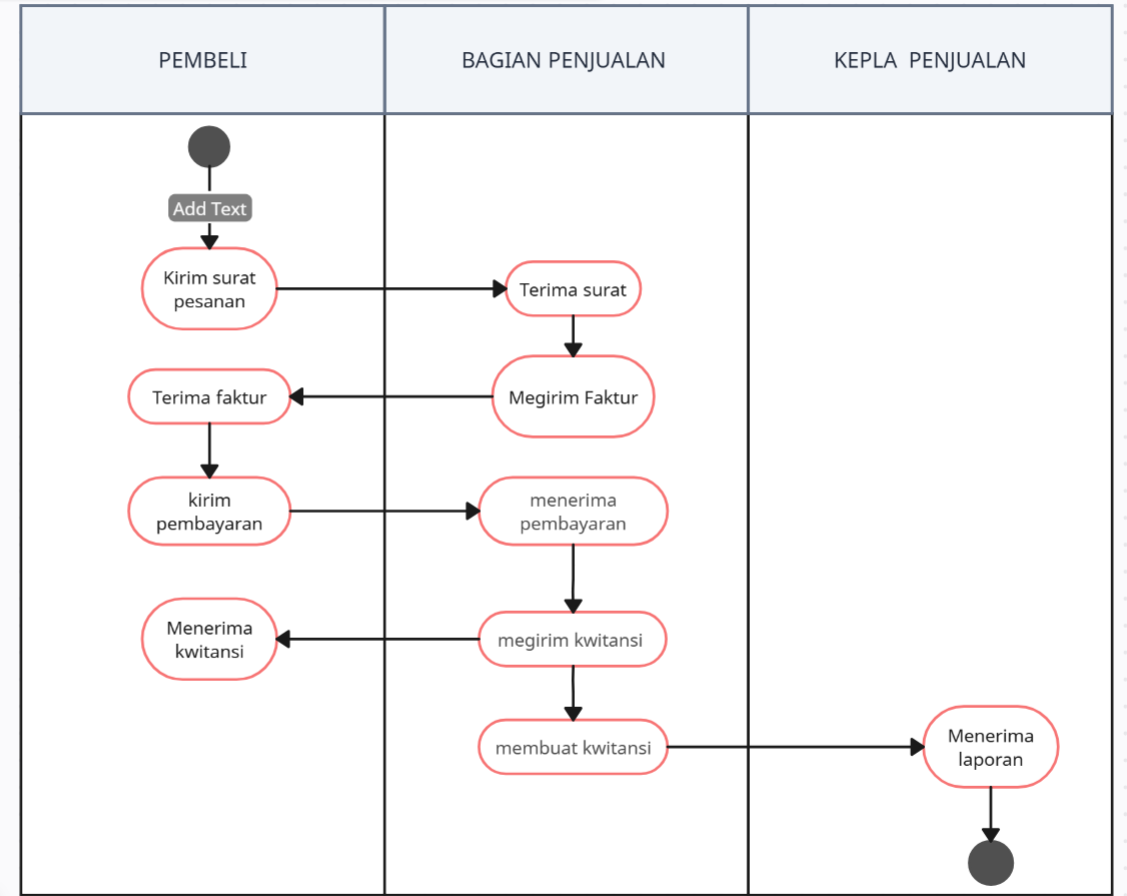 PEMBELI
BAGIAN PENJUALAN
KEPLA PENJUALAN
Add Text
Kirim surat
pesanan
Terima surat
Terima faktur
Megirim Faktur
kirim
pembayaran
menerima
pembayaran
Menerima
kwitansi
megirim kwitansi
membuat kwitansi
Menerima
laporan